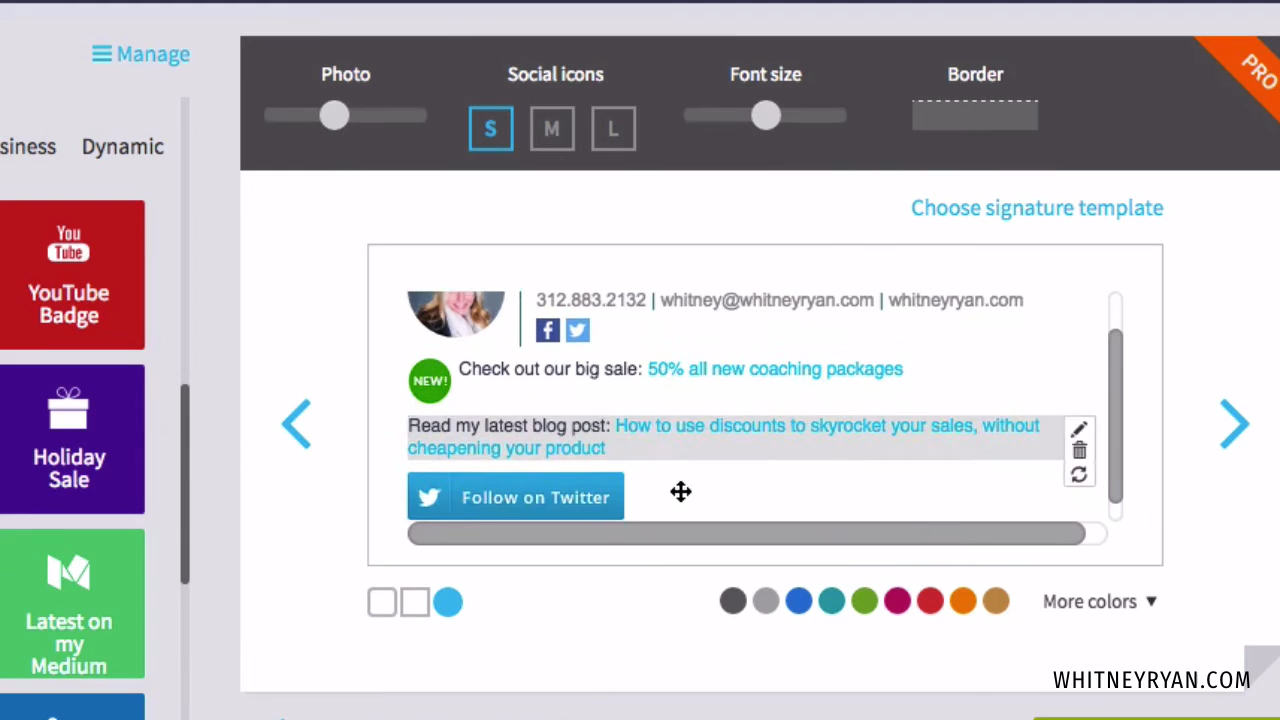 Manage
Photo
Social icons
Font size
Border
PRO
S
M
L
siness
Dynamic
Choose signature template
You
Tube
YouTube
Badge
312.883.2132 | whitney@whitneyryan.com | whitneyryan.com
f
NEW!
Check out our big sale: 50% all new coaching packages
Read my latest blog post: How to use discounts to skyrocket your sales, without
cheapening your product
Holiday
Sale
Follow on Twitter
Latest on
my
Medium
More colors ▼
WHITNEYRYAN.COM